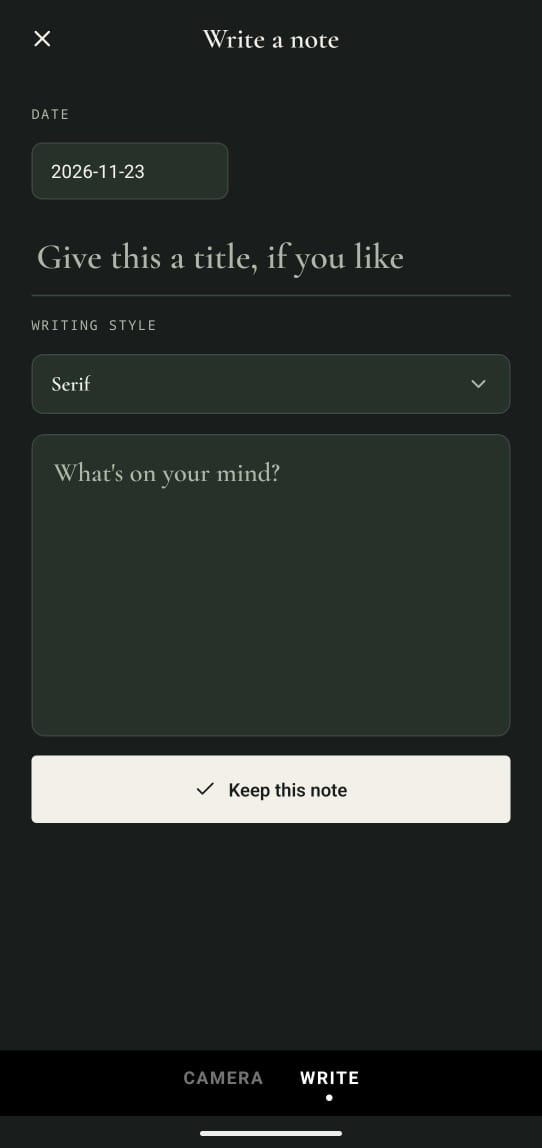 Write a note
DATE
2026-11-23
Give this a title, if you like
WRITING STYLE
Serif
What's on your mind?
Keep this note
CAMERA WRITE